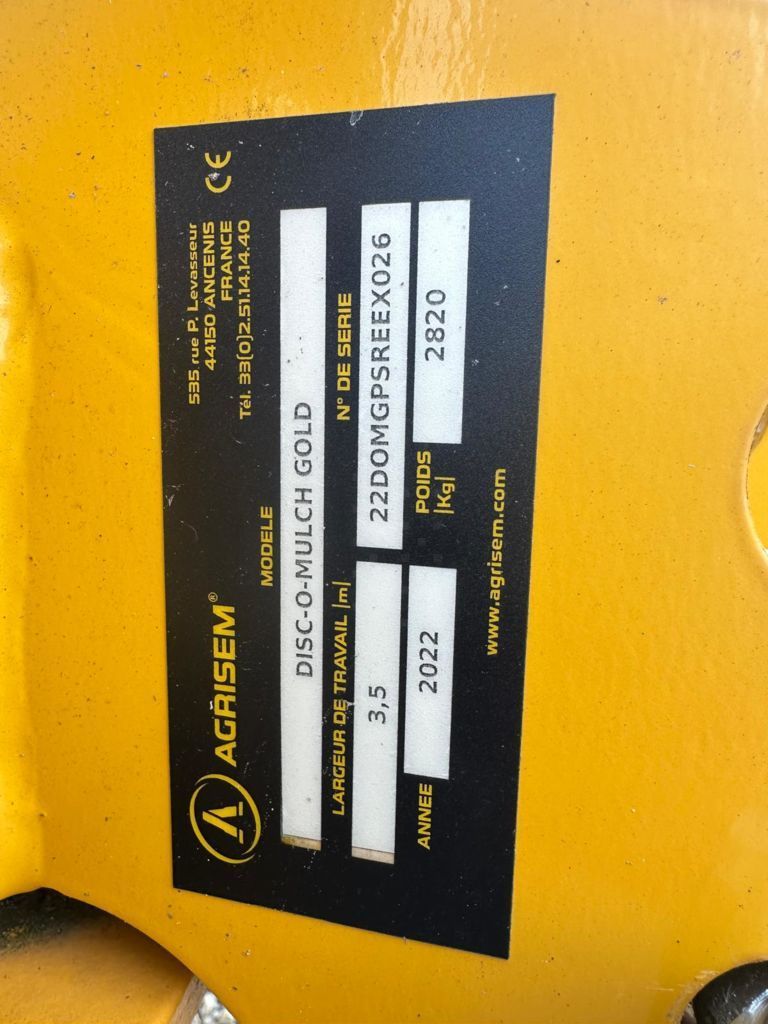 AGRISEM®
535 rue P. Levasseur
44150 ANCENIS
FRANCE
Tél. 33(0)2.51.14.14.40
CE
MODELE
DISC-O-MULCH GOLD
LARGEUR DE TRAVAIL |m|
N° DE SERIE
3,5
22DOMGPSREEX026
ANNEE
2022
POIDS
|Kg|
2820
www.agrisem.com